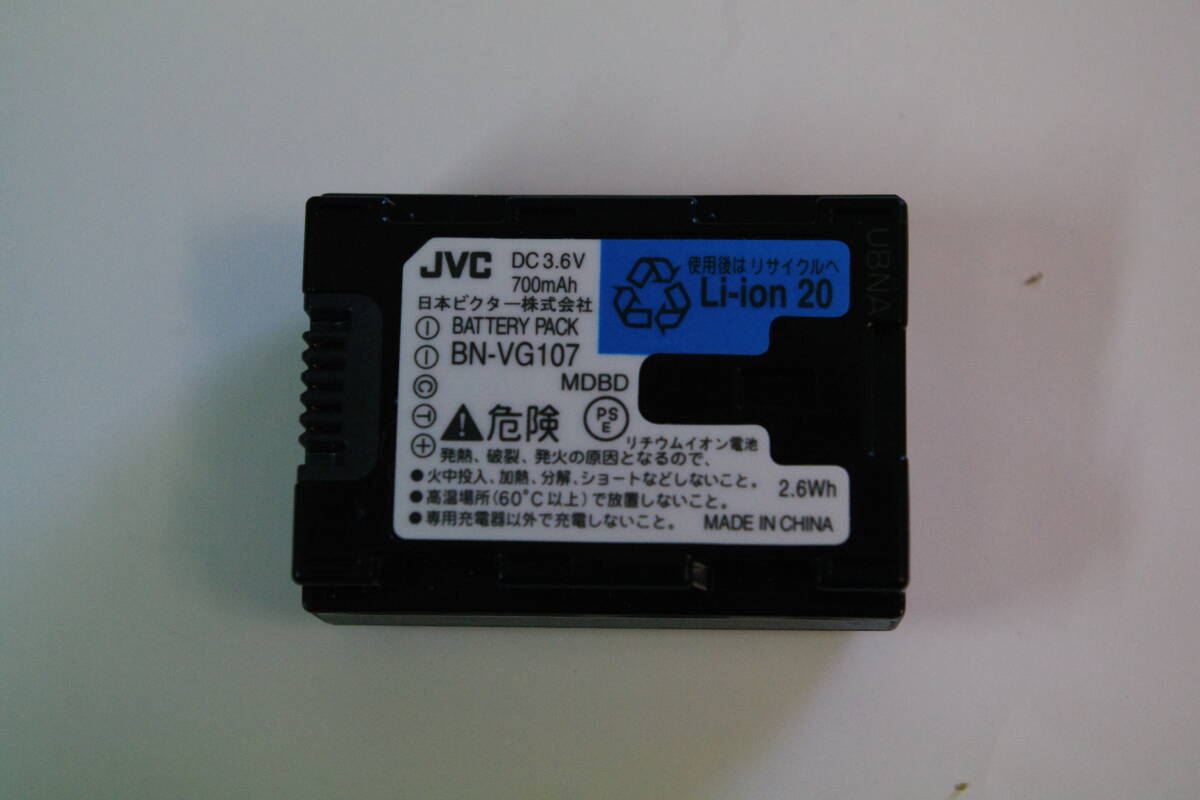 JVC DC 3.6V
700mAh
日本ビクター株式会社
BATTERY PACK
BN-VG107
MDBD
使用後は リサイクルへ
Li-ion 20
UBNA
⚠危険
PS
E
リチウムイオン電池
発熱、破裂、発火の原因となるので、
●火中投入、加熱、分解、ショートなどしないこと。
●高温場所(60°C以上)で放置しないこと。
●専用充電器以外で充電しないこと。
2.6Wh
MADE IN CHINA
− − C T +